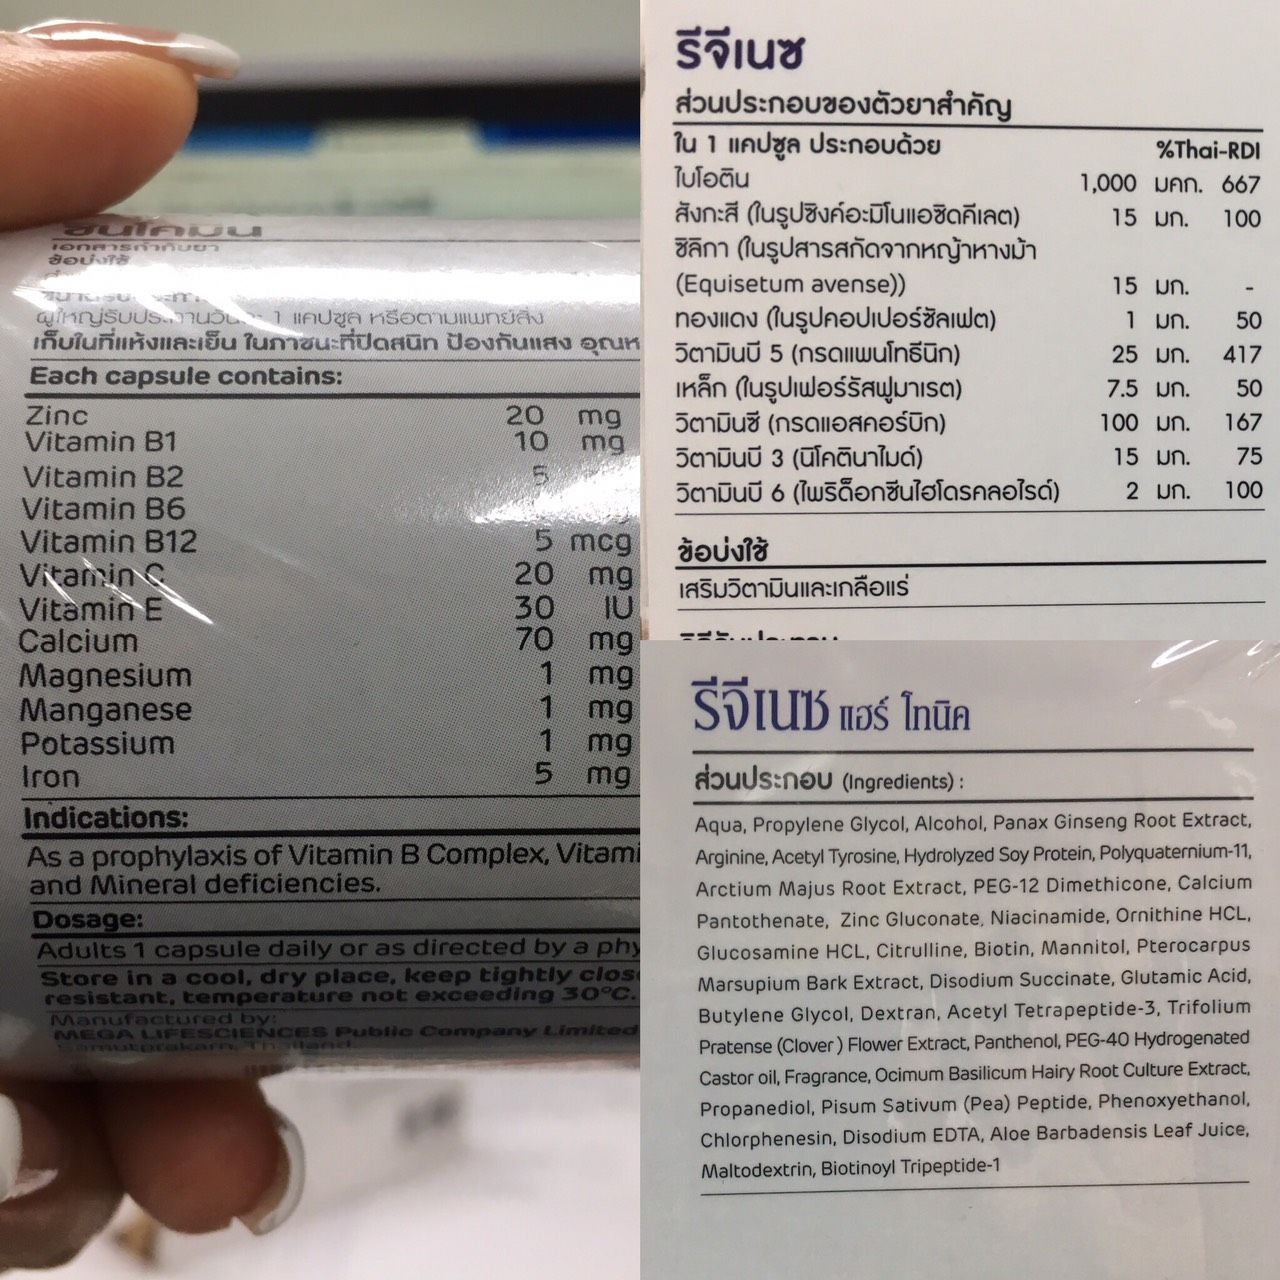 เอกสารกำกับยา
ข้อบ่งใช้
ผู้ใหญ่รับประทานวันละ 1 แคปซูล หรือตามแพทย์สั่ง
เก็บในที่แห้งและเย็น ในภาชนะที่ปิดสนิท ป้องกันแสง
Each capsule contains:
Zinc 20 mg
Vitamin B1 10 mg
Vitamin B2 5
Vitamin B6
Vitamin B12 5 mcg
Vitamin C 20 mg
Vitamin E 30 IU
Calcium 70 mg
Magnesium 1 mg
Manganese 1 mg
Potassium 1 mg
Iron 5 mg
Indications:
As a prophylaxis of Vitamin B Complex, Vitami
and Mineral deficiencies.
Dosage:
Adults 1 capsule daily or as directed by a phy
Store in a cool, dry place, keep tightly clos
resistant, temperature not exceeding 30°C.
Manufactured by:
MEGA LIFESCIENCES Public Company Limited
Samutprakarn, Thailand.
รีจีเนซ
ส่วนประกอบของตัวยาสำคัญ
ใน 1 แคปซูล ประกอบด้วย %Thai-RDI
ไบโอติน 1,000 มคก. 667
สังกะสี (ในรูปซิงค์อะมิโนแอซิดคีเลต) 15 มก. 100
ซิลิกา (ในรูปสารสกัดจากหญ้าหางม้า
(Equisetum avense)) 15 มก. -
ทองแดง (ในรูปคอปเปอร์ซัลเฟต) 1 มก. 50
วิตามินบี 5 (กรดแพนโทธีนิก) 25 มก. 417
เหล็ก (ในรูปเฟอร์รัสฟูมาเรต) 7.5 มก. 50
วิตามินซี (กรดแอสคอร์บิก) 100 มก. 167
วิตามินบี 3 (นิโคตินาไมด์) 15 มก. 75
วิตามินบี 6 (ไพริด็อกซีนไฮโดรคลอไรด์) 2 มก. 100
ข้อบ่งใช้
เสริมวิตามินและเกลือแร่
รีจีเนซ แฮร์ โทนิค
ส่วนประกอบ (Ingredients) :
Aqua, Propylene Glycol, Alcohol, Panax Ginseng Root Extract,
Arginine, Acetyl Tyrosine, Hydrolyzed Soy Protein, Polyquaternium-11,
Arctium Majus Root Extract, PEG-12 Dimethicone, Calcium
Pantothenate, Zinc Gluconate, Niacinamide, Ornithine HCL,
Glucosamine HCL, Citrulline, Biotin, Mannitol, Pterocarpus
Marsupium Bark Extract, Disodium Succinate, Glutamic Acid,
Butylene Glycol, Dextran, Acetyl Tetrapeptide-3, Trifolium
Pratense (Clover) Flower Extract, Panthenol, PEG-40 Hydrogenated
Castor oil, Fragrance, Ocimum Basilicum Hairy Root Culture Extract,
Propanediol, Pisum Sativum (Pea) Peptide, Phenoxyethanol,
Chlorphenesin, Disodium EDTA, Aloe Barbadensis Leaf Juice,
Maltodextrin, Biotinoyl Tripeptide-1